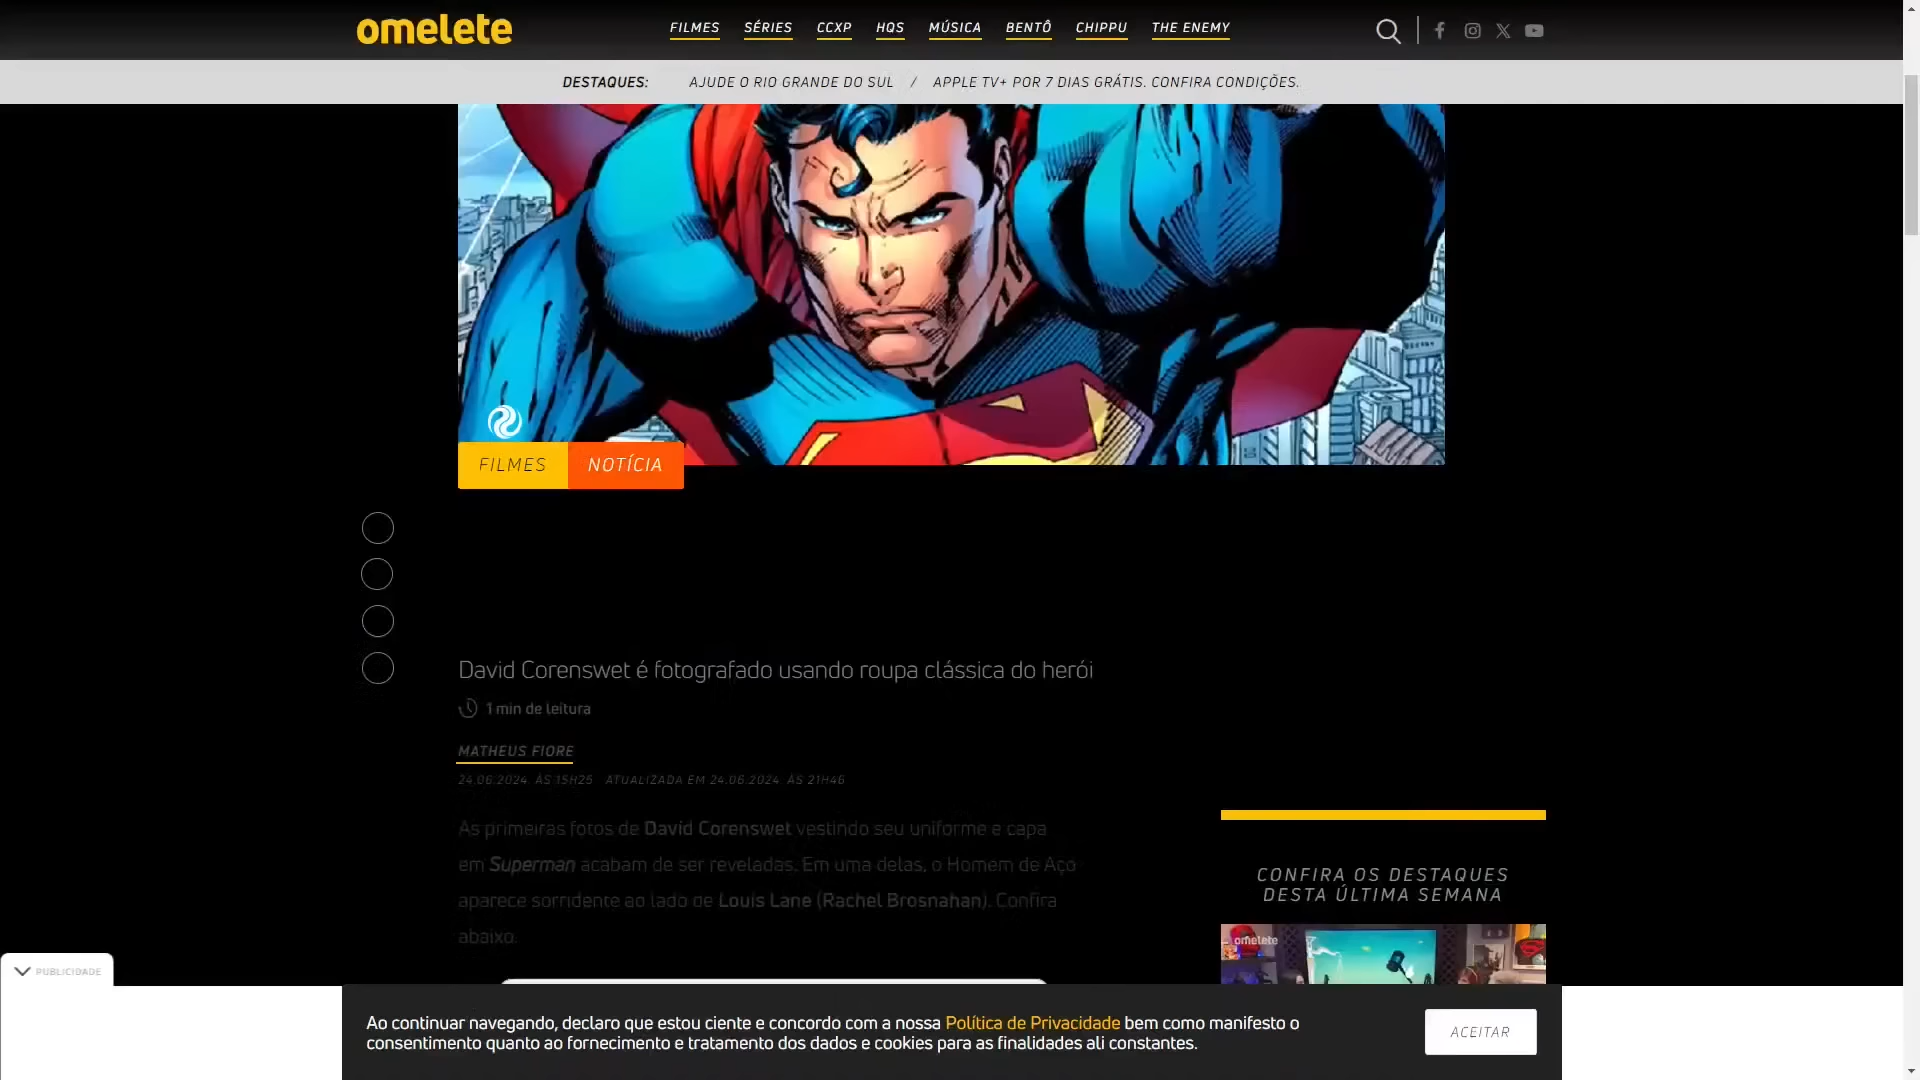 omelete
FILMES SÉRIES CCXP HQS MÚSICA BENTÔ CHIPPU THE ENEMY
DESTAQUES: AJUDE O RIO GRANDE DO SUL / APPLE TV+ POR 7 DIAS GRÁTIS. CONFIRA CONDIÇÕES.
FILMES NOTÍCIA
David Corenswet é fotografado usando roupa clássica do herói
1 min de leitura
MATHEUS FIORE
24.06.2024, ÀS 15H25 ATUALIZADA EM 24.06.2024, ÀS 21H46
As primeiras fotos de David Corenswet vestindo seu uniforme e capa
em Superman acabam de ser reveladas. Em uma delas, o Homem de Aço
aparece sorridente ao lado de Louis Lane (Rachel Brosnahan). Confira
abaixo.
CONFIRA OS DESTAQUES
DESTA ÚLTIMA SEMANA
omelete
PUBLICIDADE
Ao continuar navegando, declaro que estou ciente e concordo com a nossa Política de Privacidade bem como manifesto o
consentimento quanto ao fornecimento e tratamento dos dados e cookies para as finalidades ali constantes.
ACEITAR